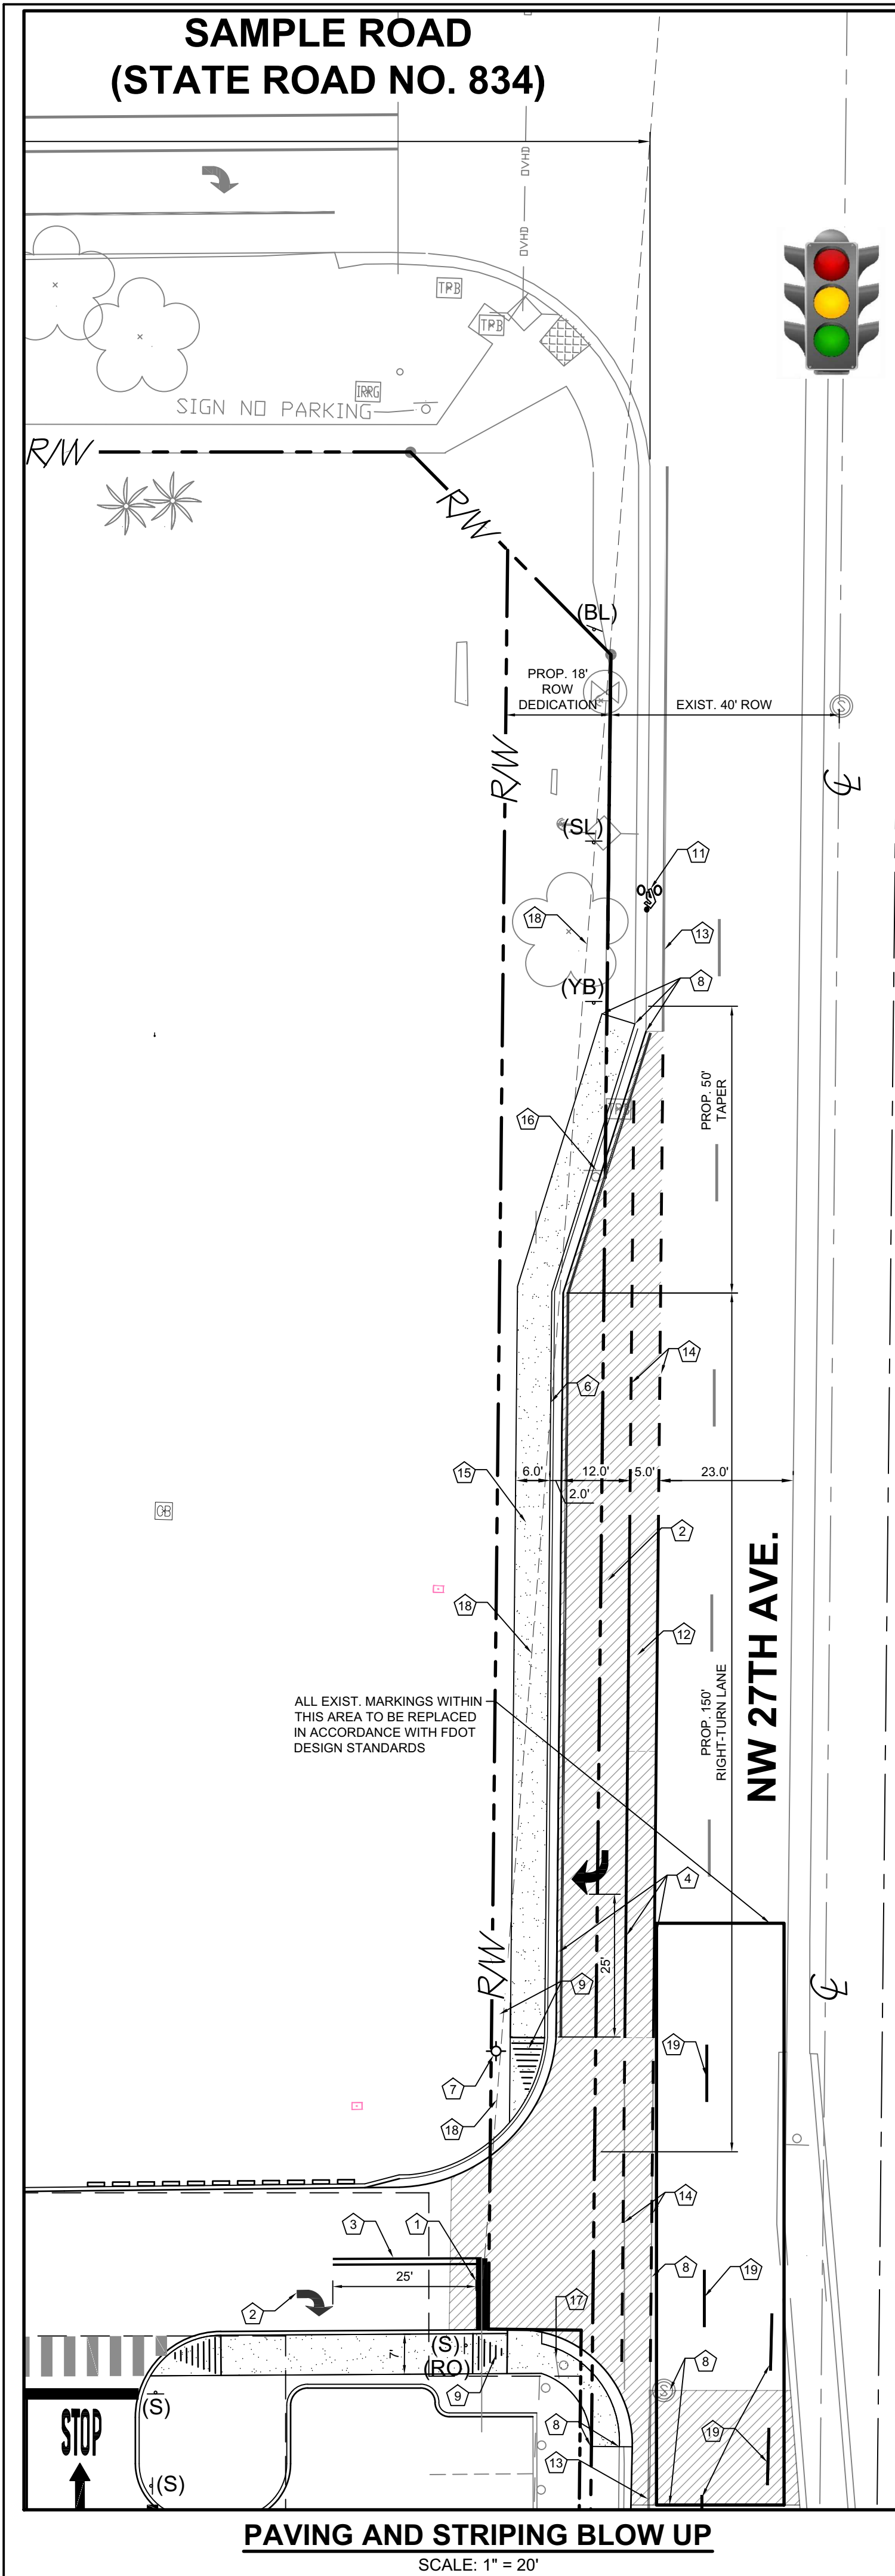 SAMPLE ROAD
(STATE ROAD NO. 834)
OVHD
OVHD
TPB
TPB
IRRG
SIGN NO PARKING
R/W
R/W
(BL)
PROP. 18'
ROW
DEDICATION
EXIST. 40' ROW
S
R/W
(SL)
11
18
13
(YB)
8
PROP. 50'
TAPER
TPB
16
14
6
15
6.0'
12.0'
5.0'
23.0'
2.0'
2
CB
NW 27TH AVE.
18
12
PROP. 150'
RIGHT-TURN LANE
ALL EXIST. MARKINGS WITHIN
THIS AREA TO BE REPLACED
IN ACCORDANCE WITH FDOT
DESIGN STANDARDS
4
25'
R/W
9
19
7
18
14
3
1
8
19
25'
2
17
(S)
(RO)
7'
8
9
S
(S)
8
19
STOP
13
(S)
PAVING AND STRIPING BLOW UP
SCALE: 1" = 20'